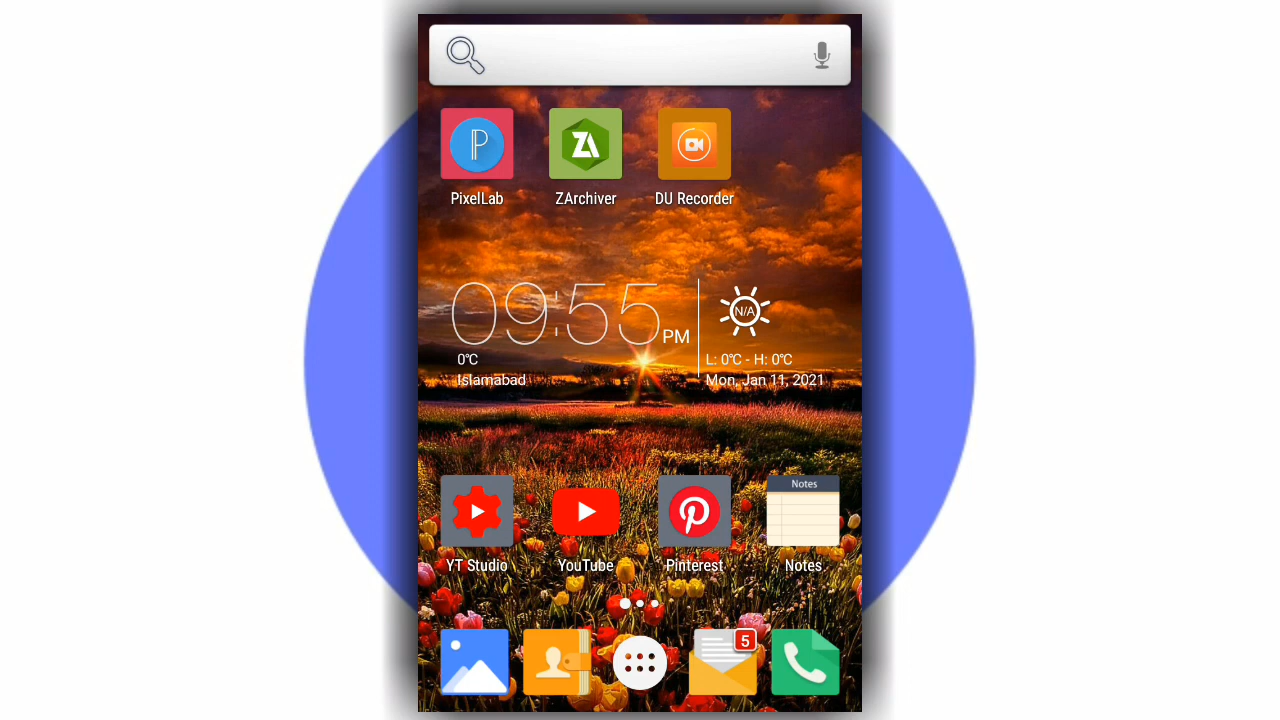 PixelLab
ZArchiver
DU Recorder
09:55 PM
N/A
0℃
L: 0℃ - H: 0℃
Islamabad
Mon, Jan 11, 2021
Notes
YT Studio
YouTube
Pinterest
Notes
5